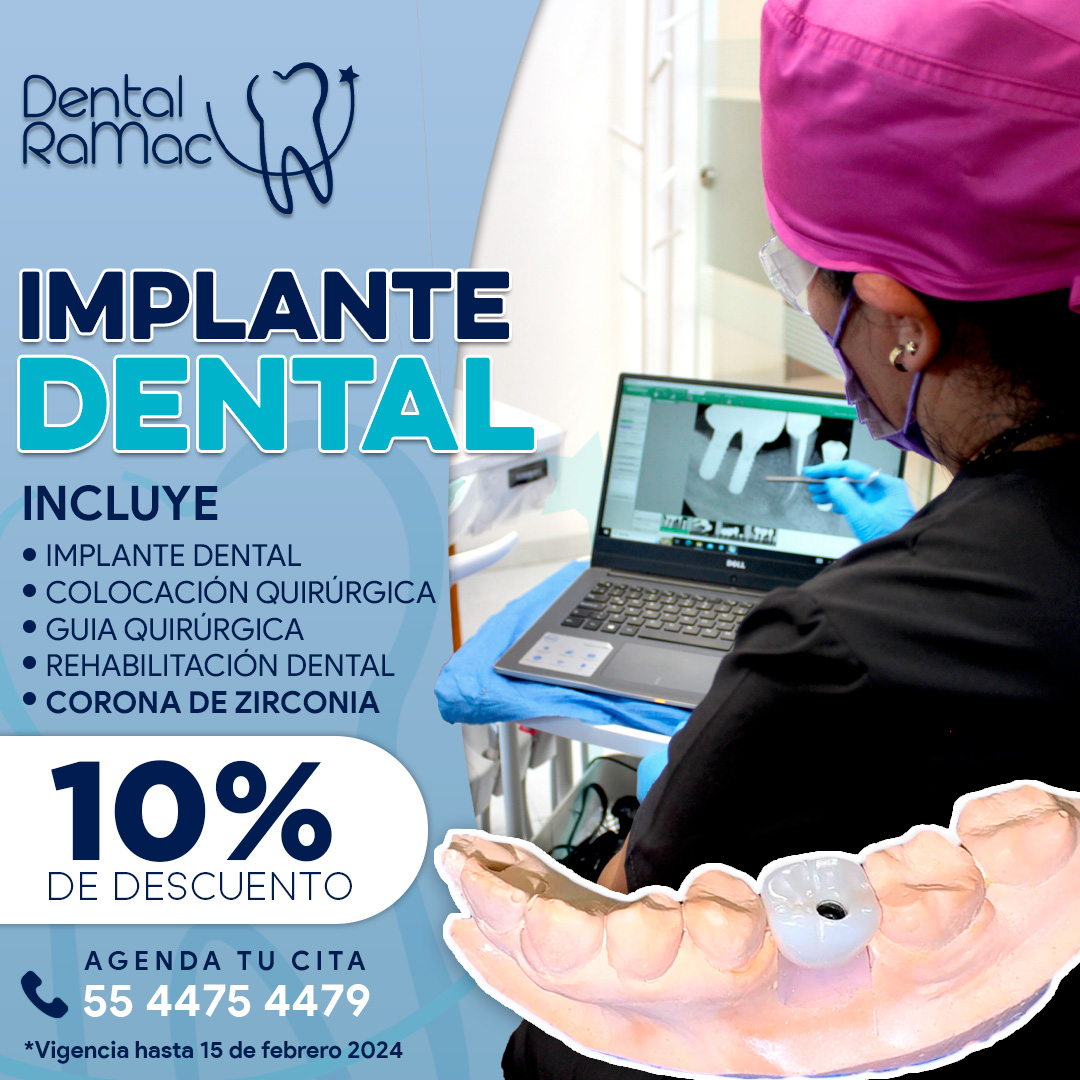 Dental
RaMac
IMPLANTE
DENTAL
INCLUYE
• IMPLANTE DENTAL
• COLOCACIÓN QUIRÚRGICA
• GUIA QUIRÚRGICA
• REHABILITACIÓN DENTAL
• CORONA DE ZIRCONIA
10%
DE DESCUENTO
AGENDA TU CITA
55 4475 4479
*Vigencia hasta 15 de febrero 2024
DELL